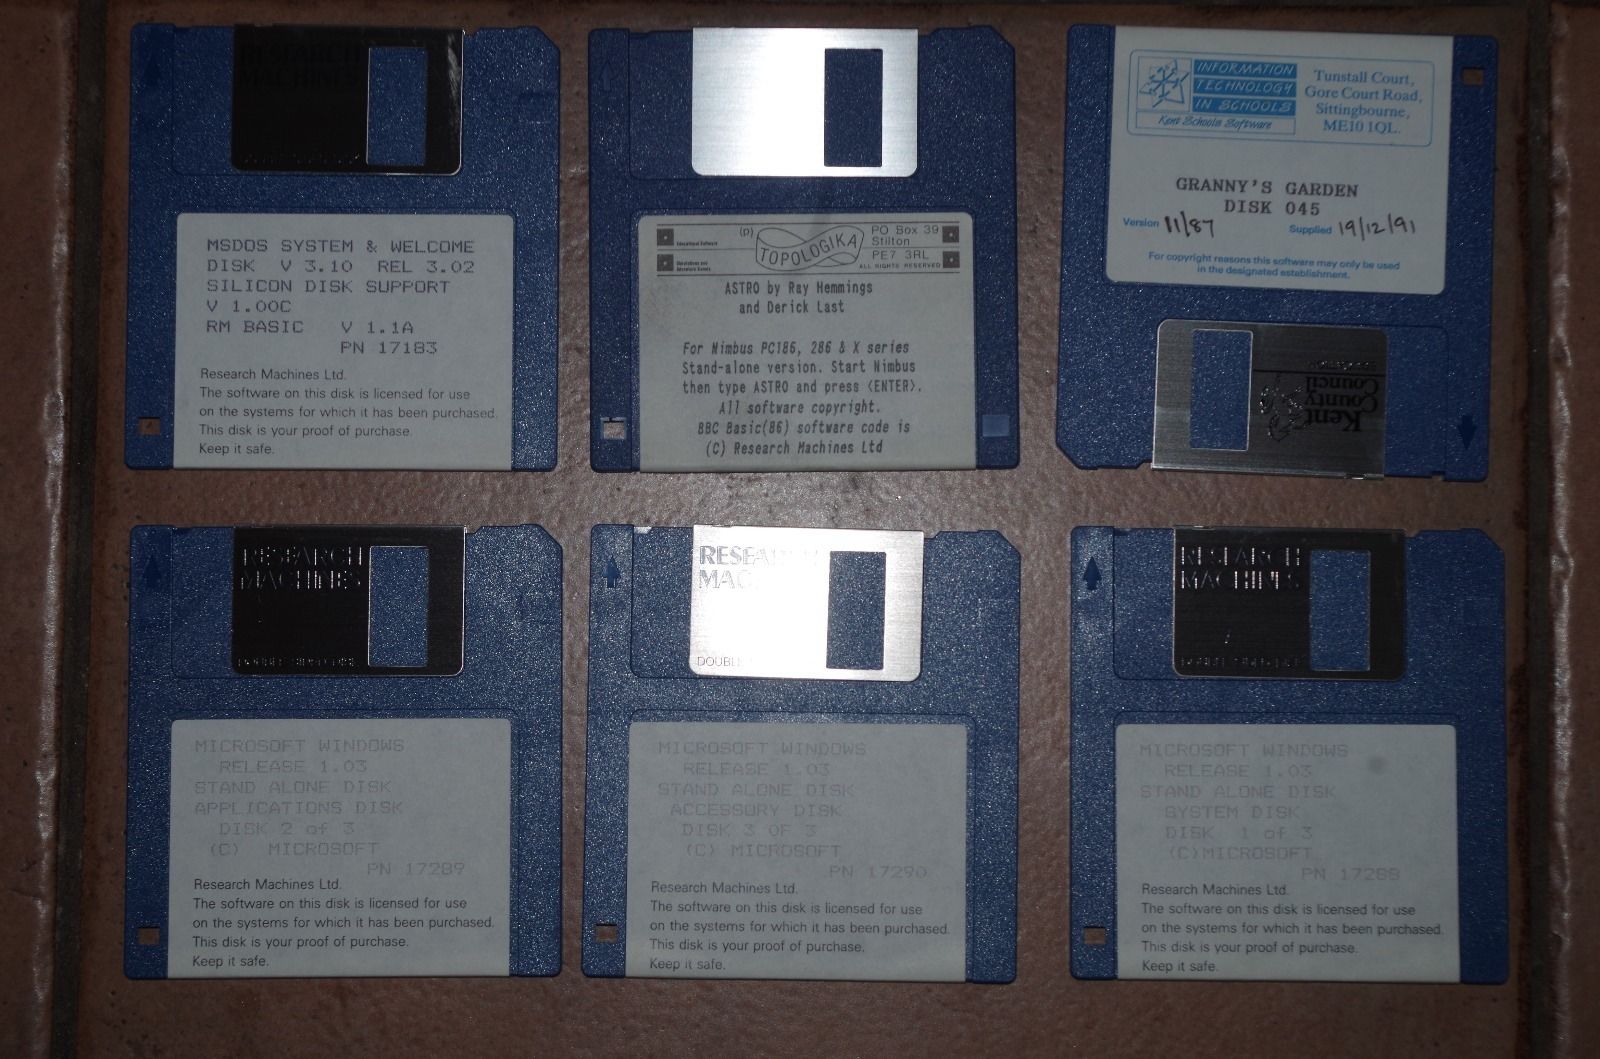 RESEARCH
MACHINES
MSDOS SYSTEM & WELCOME
DISK V 3.10 REL 3.02
SILICON DISK SUPPORT
V 1.00C
RM BASIC V 1.1A
PN 17183
Research Machines Ltd.
The software on this disk is licensed for use
on the systems for which it has been purchased.
This disk is your proof of purchase.
Keep it safe.
Educational Software
(p)
TOPOLOGIKA
PO Box 39
Stilton
PE7 3RL
ALL RIGHTS RESERVED
ASTRO by Ray Hemmings
and Derick Last
For Nimbus PC186, 286 & X series
Stand-alone version. Start Nimbus
then type ASTRO and press <ENTER>.
All software copyright.
BBC Basic(86) software code is
(C) Research Machines Ltd
INFORMATION
TECHNOLOGY
IN SCHOOLS
Kent Schools Software
Tunstall Court,
Gore Court Road,
Sittingbourne,
ME10 1QL.
GRANNY'S GARDEN
DISK 045
Version 11/87 Supplied 19/12/91
For copyright reasons this software may only be used
in the designated establishment.
Kent
County
Council
RESEARCH
MACHINES
DOUBLE SIDED DISK
MICROSOFT WINDOWS
RELEASE 1.03
STAND ALONE DISK
APPLICATIONS DISK
DISK 2 of 3
(C) MICROSOFT
PN 17289
Research Machines Ltd.
The software on this disk is licensed for use
on the systems for which it has been purchased.
This disk is your proof of purchase.
Keep it safe.
RESEARCH
MAC
DOUBLE
MICROSOFT WINDOWS
RELEASE 1.03
STAND ALONE DISK
ACCESSORY DISK
DISK 3 OF 3
(C) MICROSOFT
PN 17290
Research Machines Ltd.
The software on this disk is licensed for use
on the systems for which it has been purchased.
This disk is your proof of purchase.
Keep it safe.
RESEARCH
MACHINES
MICROSOFT WINDOWS
RELEASE 1.03
STAND ALONE DISK
SYSTEM DISK
DISK 1 of 3
(C)MICROSOFT
PN 17288
Research Machines Ltd.
The software on this disk is licensed for use
on the systems for which it has been purchased.
This disk is your proof of purchase.
Keep it safe.